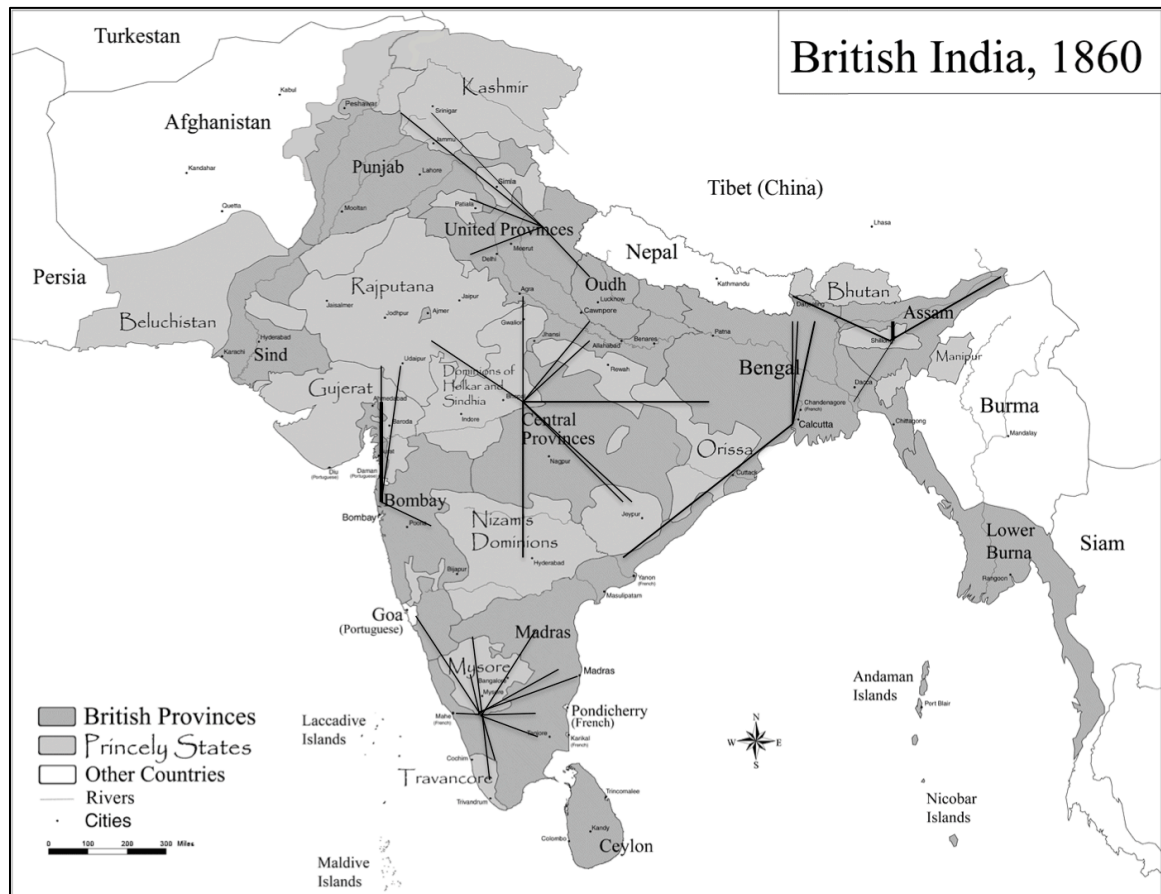 British India, 1860
Turkestan
Kabul
Afghanistan
Kandahar
Quetta
Persia
Kashmir
Peshawar
Srinigar
Jammu
Punjab
Lahore
Mooltan
Simla
Patiala
Tibet (China)
Lhasa
United Provinces
Meerut
Delhi
Nepal
Kathmandu
Oudh
Lucknow
Cawnpore
Rajputana
Jaisalmer
Jodhpur
Jaipur
Ajmer
Agra
Gwalior
Jhansi
Allahabad
Benares
Patna
Rewah
Bhutan
Darjeeling
Assam
Shillong
Manipur
Beluchistan
Hyderabad
Karachi
Sind
Udaipur
Gujerat
Ahmedabad
Baroda
Dominions of
Holkar and
Sindhia
Indore
Bengal
Dacca
Chandenagore
(French)
Calcutta
Chittagong
Burma
Mandalay
Central
Provinces
Nagpur
Orissa
Cuttack
Diu
(Portuguese)
Daman
(Portuguese)
Bombay
Bombay
Poona
Nizam's
Dominions
Jeypur
Hyderabad
Bijapur
Yanon
(French)
Masulipatam
Lower
Burna
Rangoon
Siam
Goa
(Portuguese)
Madras
Madras
Mysore
Bangalore
Mysore
Mahe
(French)
Pondicherry
(French)
Tanjore
Karikal
(French)
Cochin
Travancore
Trivandrum
Trincomalee
Kandy
Colombo
Ceylon
Laccadive
Islands
Maldive
Islands
Andaman
Islands
Port Blair
Nicobar
Islands
N
W E
S
British Provinces
Princely States
Other Countries
Rivers
Cities
0 100 200 300 Miles